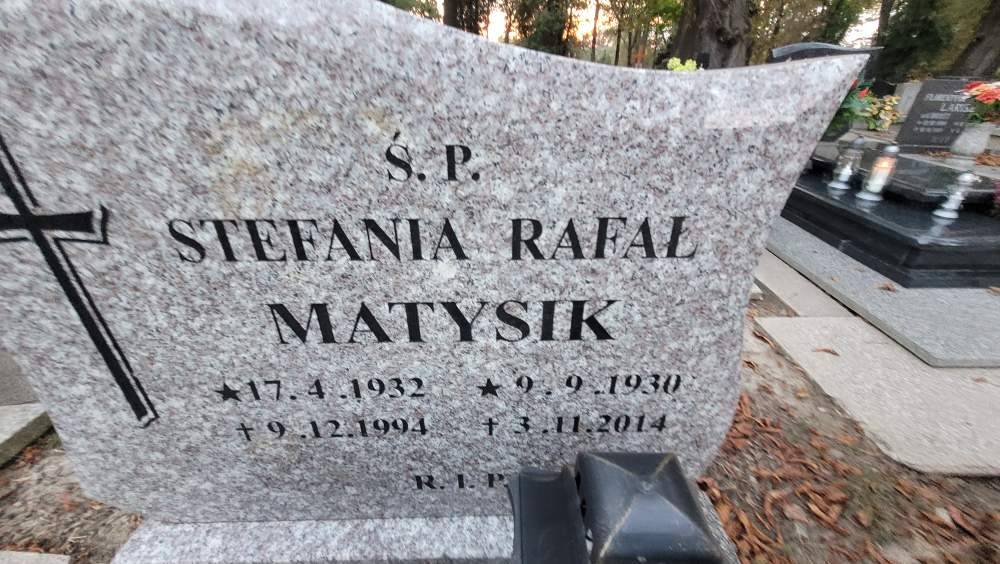 Ś. P.
STEFANIA RAFAŁ
MATYSIK
★17.4.1932 ★9.9.1930
†9.12.1994 †3.11.2014
R. I. P.